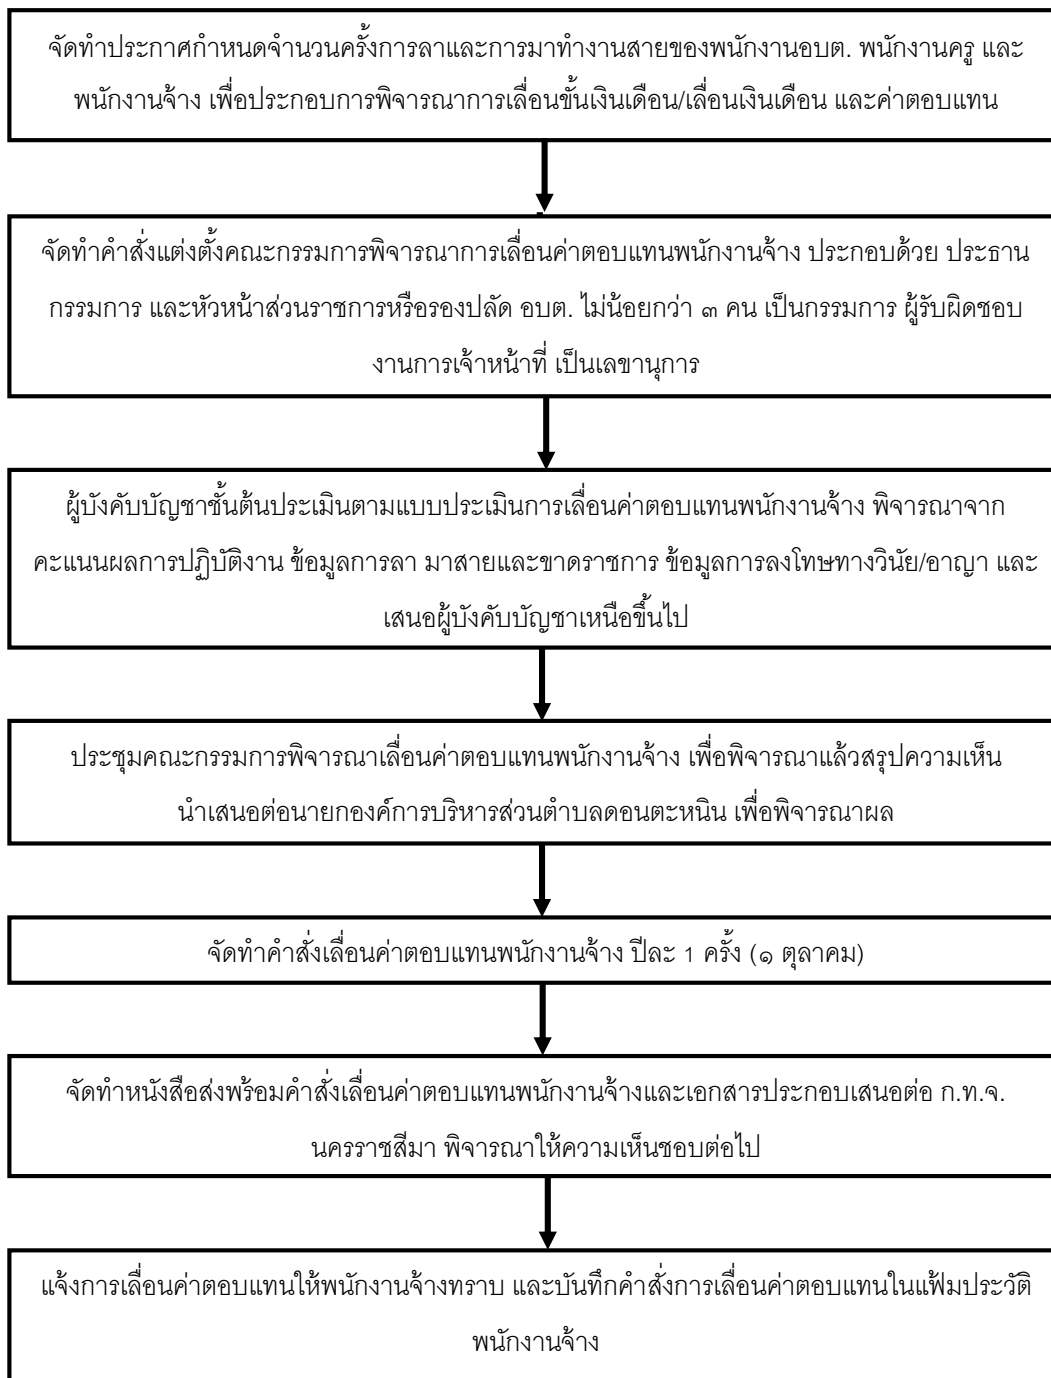 จัดทำประกาศกำหนดจำนวนครั้งการลาและการมาทำงานสายของพนักงานอบต. พนักงานครู และ
พนักงานจ้าง เพื่อประกอบการพิจารณาการเลื่อนขั้นเงินเดือน/เลื่อนเงินเดือน และค่าตอบแทน
จัดทำคำสั่งแต่งตั้งคณะกรรมการพิจารณาการเลื่อนค่าตอบแทนพนักงานจ้าง ประกอบด้วย ประธาน
กรรมการ และหัวหน้าส่วนราชการหรือรองปลัด อบต. ไม่น้อยกว่า ๓ คน เป็นกรรมการ ผู้รับผิดชอบ
งานการเจ้าหน้าที่ เป็นเลขานุการ
ผู้บังคับบัญชาชั้นต้นประเมินตามแบบประเมินการเลื่อนค่าตอบแทนพนักงานจ้าง พิจารณาจาก
คะแนนผลการปฏิบัติงาน ข้อมูลการลา มาสายและขาดราชการ ข้อมูลการลงโทษทางวินัย/อาญา และ
เสนอผู้บังคับบัญชาเหนือขึ้นไป
ประชุมคณะกรรมการพิจารณาเลื่อนค่าตอบแทนพนักงานจ้าง เพื่อพิจารณาแล้วสรุปความเห็น
นำเสนอต่อนายกองค์การบริหารส่วนตำบลดอนตะหนิน เพื่อพิจารณาผล
จัดทำคำสั่งเลื่อนค่าตอบแทนพนักงานจ้าง ปีละ 1 ครั้ง (๑ ตุลาคม)
จัดทำหนังสือส่งพร้อมคำสั่งเลื่อนค่าตอบแทนพนักงานจ้างและเอกสารประกอบเสนอต่อ ก.ท.จ.
นครราชสีมา พิจารณาให้ความเห็นชอบต่อไป
แจ้งการเลื่อนค่าตอบแทนให้พนักงานจ้างทราบ และบันทึกคำสั่งการเลื่อนค่าตอบแทนในแฟ้มประวัติ
พนักงานจ้าง